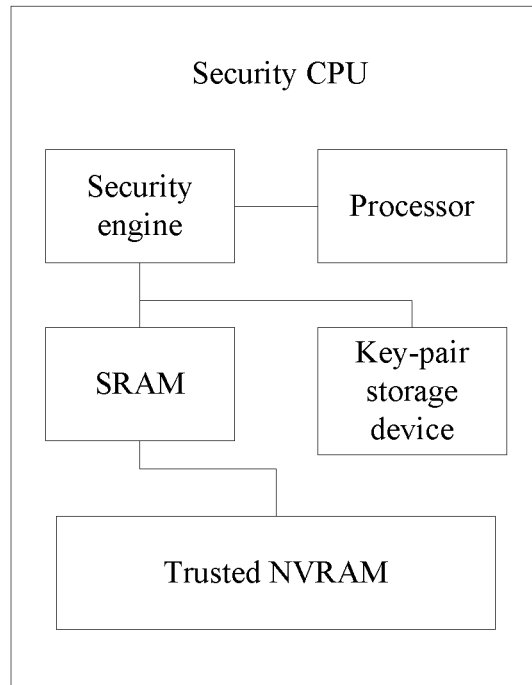 Security CPU
Security
engine
Processor
SRAM
Key-pair
storage
device
Trusted NVRAM